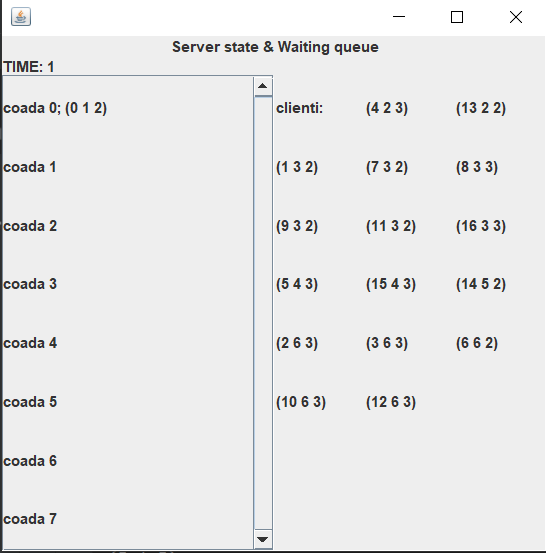 Server state & Waiting queue
TIME: 1
coada 0; (0 1 2)
clienti: (4 2 3) (13 2 2)
coada 1
(1 3 2) (7 3 2) (8 3 3)
coada 2
(9 3 2) (11 3 2) (16 3 3)
coada 3
(5 4 3) (15 4 3) (14 5 2)
coada 4
(2 6 3) (3 6 3) (6 6 2)
coada 5
(10 6 3) (12 6 3)
coada 6
coada 7